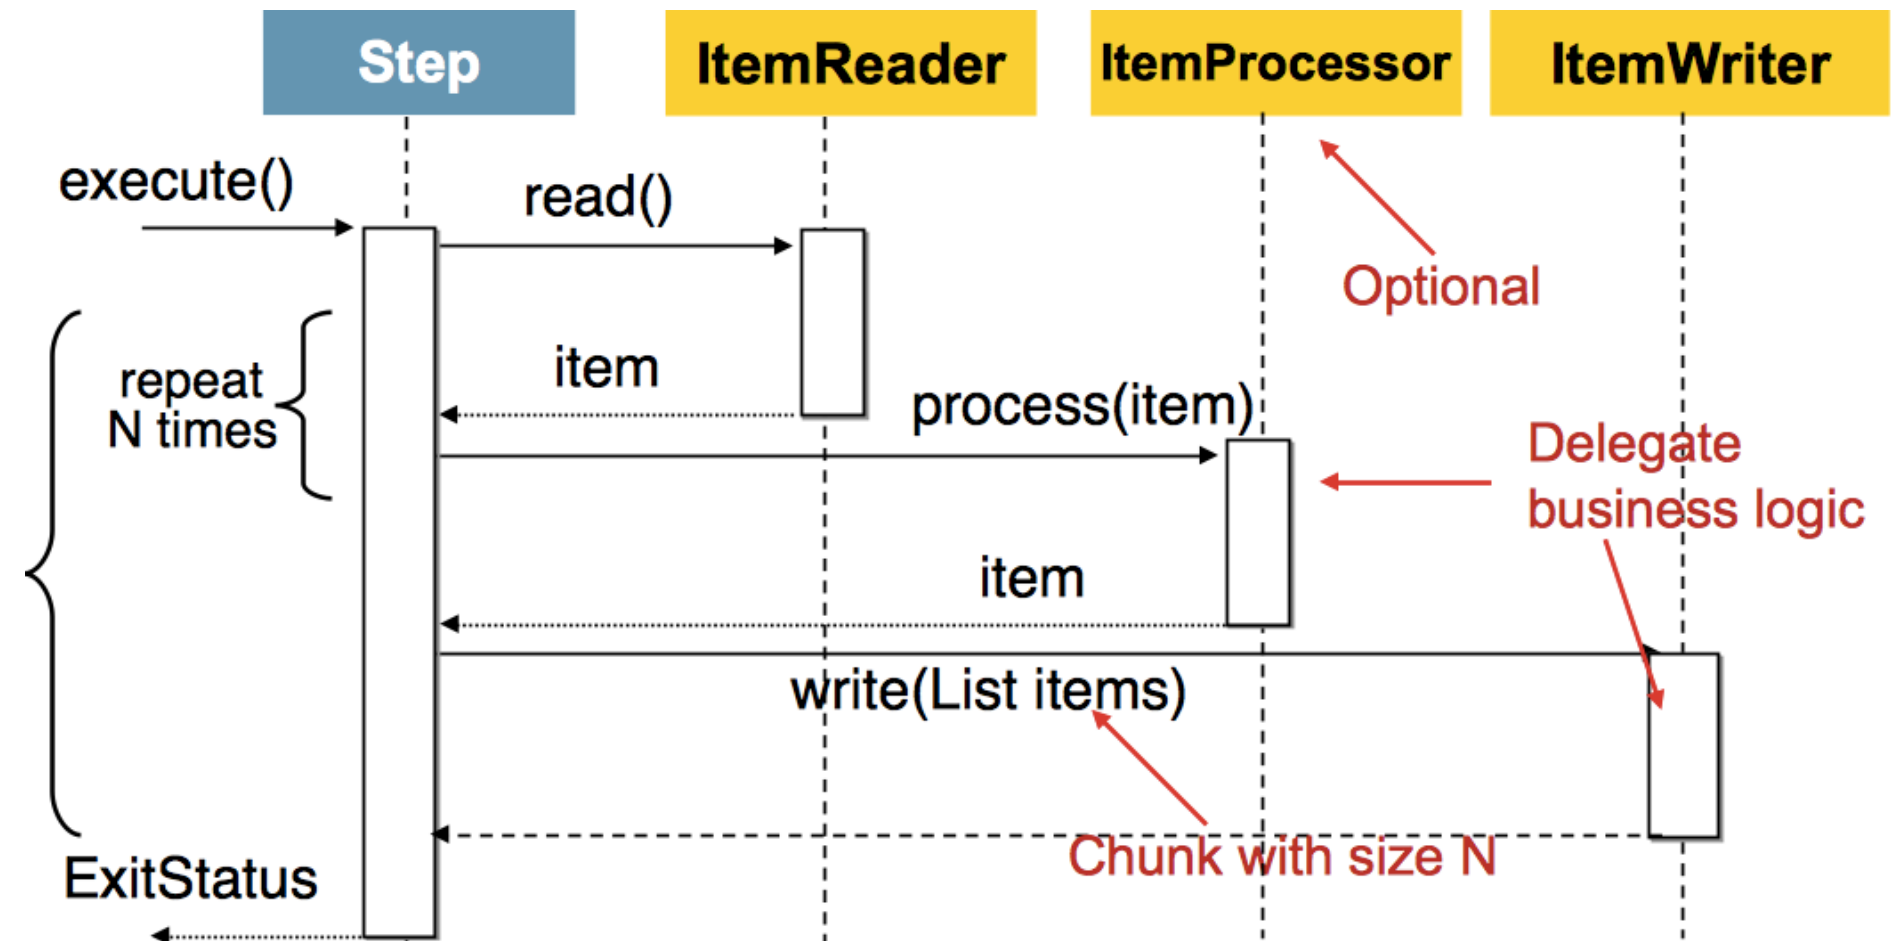 Step
ItemReader
ItemProcessor
ItemWriter
execute()
read()
Optional
item
repeat
N times
process(item)
Delegate
business logic
item
write(List items)
Chunk with size N
ExitStatus